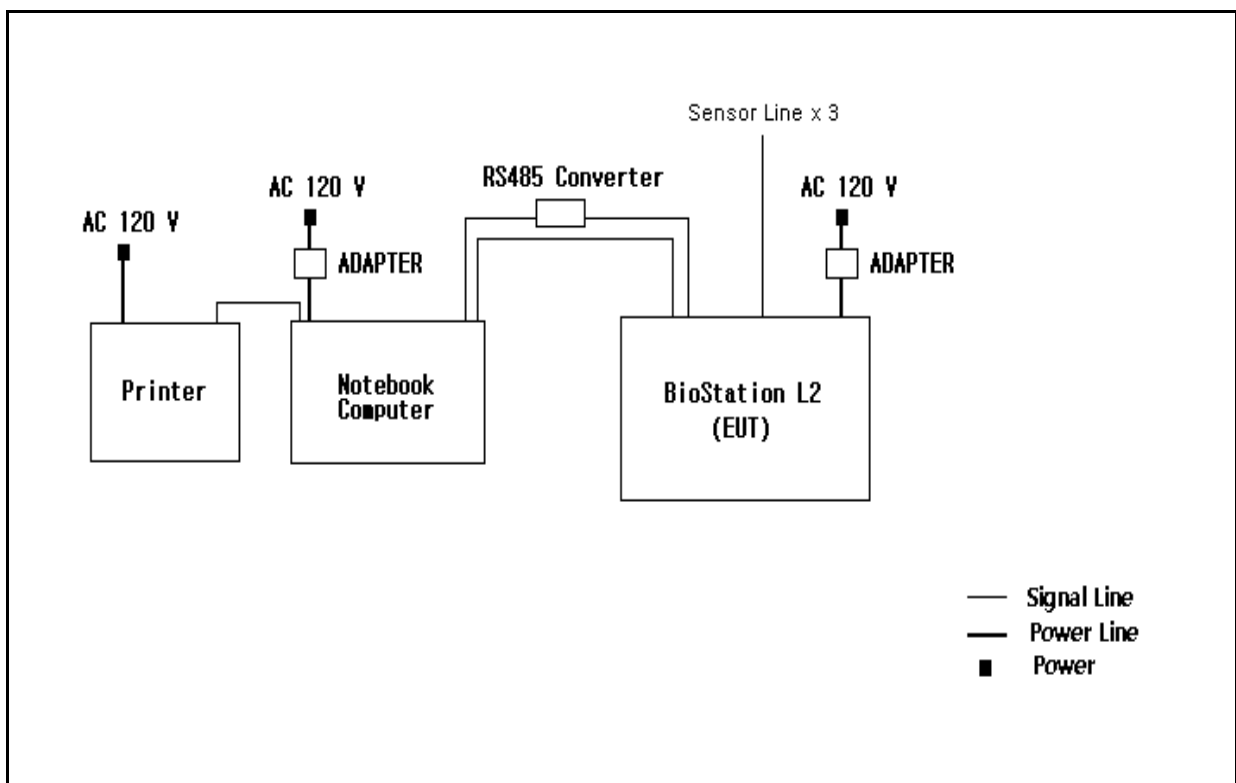 Sensor Line x 3
AC 120 V
RS485 Converter
AC 120 V
AC 120 V
ADAPTER
ADAPTER
Printer
Notebook
Computer
BioStation L2
(EUT)
Signal Line
Power Line
Power